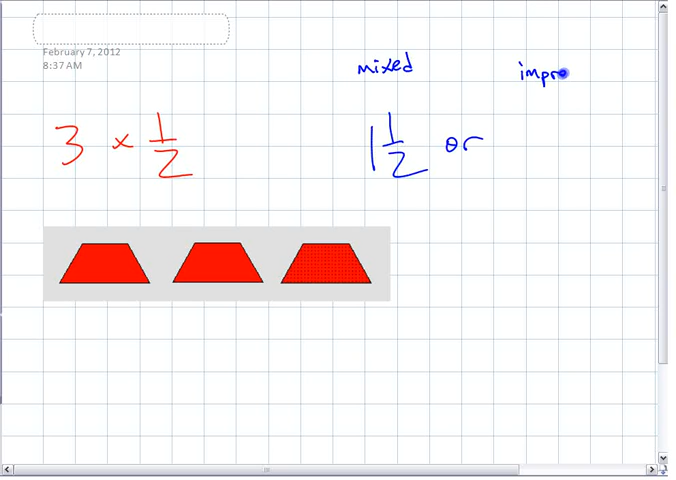 February 7, 2012
8:37 AM
mixed
impro
3 × 1/2
1 1/2 or